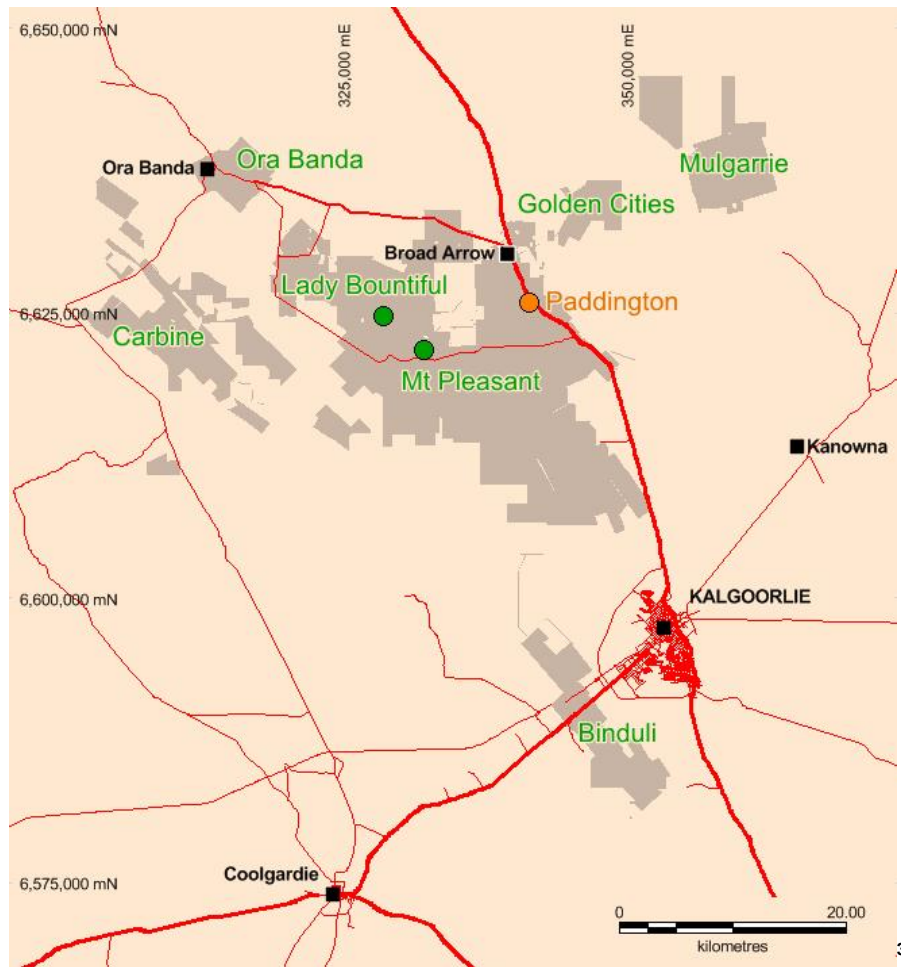 6,650,000 mN
325,000 mE
350,000 mE
Ora Banda
Ora Banda
Mulgarrie
Golden Cities
Broad Arrow
Lady Bountiful
Paddington
6,625,000 mN
Carbine
Mt Pleasant
Kanowna
6,600,000 mN
KALGOORLIE
Binduli
Coolgardie
6,575,000 mN
0 20.00
kilometres
3